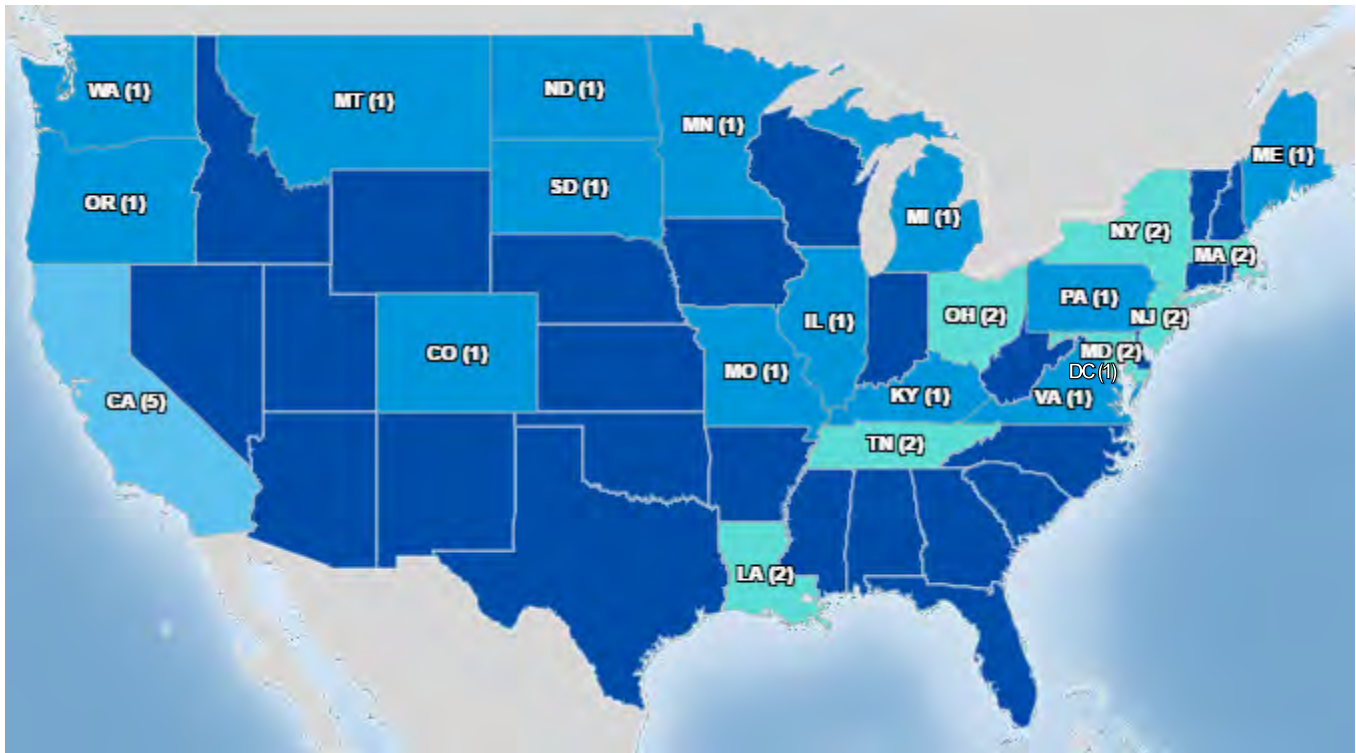 WA (1)
MT (1)
ND (1)
MN (1)
ME (1)
OR (1)
SD (1)
MI (1)
NY (2)
MA (2)
PA (1)
OH (2)
NJ (2)
IL (1)
CO (1)
MD (2)
MO (1)
DC (1)
CA (5)
KY (1)
VA (1)
TN (2)
LA (2)